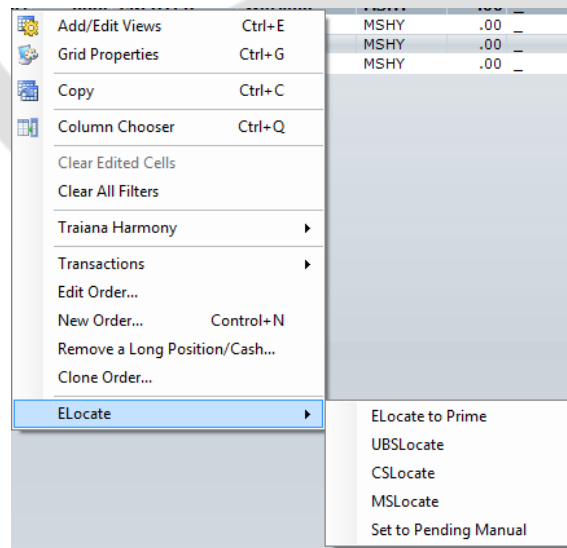 MSHY .00 _
Add/Edit Views Ctrl+E MSHY .00 _
Grid Properties Ctrl+G MSHY .00 _
Copy Ctrl+C
Column Chooser Ctrl+Q
Clear Edited Cells
Clear All Filters
Traiana Harmony
Transactions
Edit Order...
New Order... Control+N
Remove a Long Position/Cash...
Clone Order...
ELocate
ELocate to Prime
UBSLocate
CSLocate
MSLocate
Set to Pending Manual